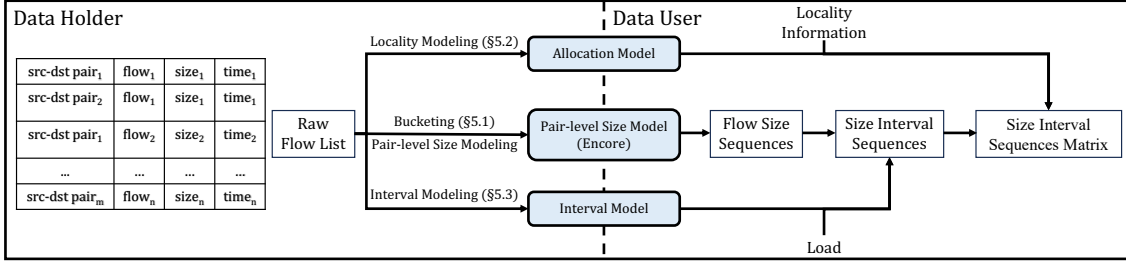 Data Holder
Data User
src-dst pair₁ flow₁ size₁ time₁
src-dst pair₂ flow₁ size₁ time₁
src-dst pair₁ flow₂ size₂ time₂
... ... ... ...
src-dst pairₘ flowₙ sizeₙ timeₙ
Raw
Flow List
Locality Modeling (§5.2)
Bucketing (§5.1)
Pair-level Size Modeling
Interval Modeling (§5.3)
Allocation Model
Pair-level Size Model
(Encore)
Interval Model
Flow Size
Sequences
Size Interval
Sequences
Locality
Information
Size Interval
Sequences Matrix
Load